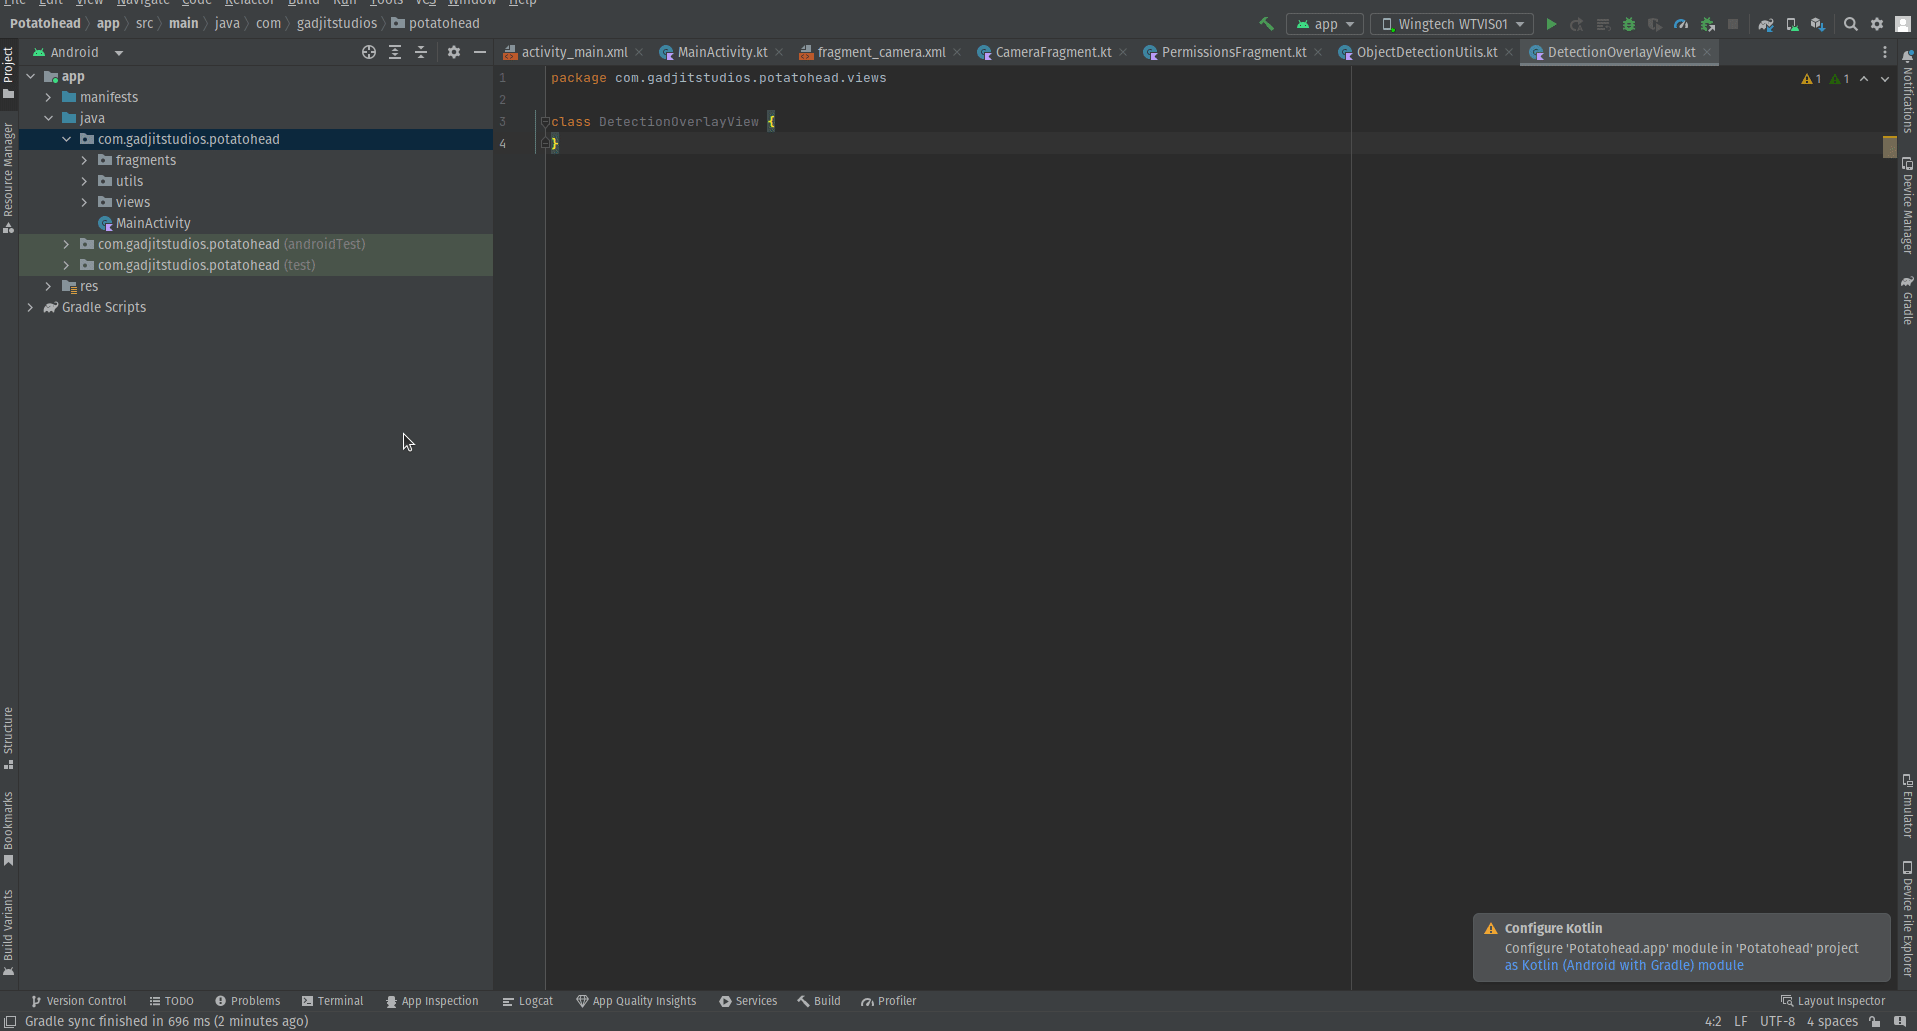 File Edit View Navigate Code Refactor Build Run Tools VCS Window Help
Potatohead app src main java com gadjitstudios potatohead
app Wingtech WTVIS01
Android
activity_main.xml MainActivity.kt fragment_camera.xml CameraFragment.kt PermissionsFragment.kt ObjectDetectionUtils.kt DetectionOverlayView.kt
Project
Resource Manager
Structure
Bookmarks
Build Variants
app
manifests
java
com.gadjitstudios.potatohead
fragments
utils
views
MainActivity
com.gadjitstudios.potatohead (androidTest)
com.gadjitstudios.potatohead (test)
res
Gradle Scripts
1 package com.gadjitstudios.potatohead.views
2
3 class DetectionOverlayView {
4 }
1 1
Notifications
Device Manager
Gradle
Emulator
Device File Explorer
Configure Kotlin
Configure 'Potatohead.app' module in 'Potatohead' project
as Kotlin (Android with Gradle) module
Version Control TODO Problems Terminal App Inspection Logcat App Quality Insights Services Build Profiler Layout Inspector
Gradle sync finished in 696 ms (2 minutes ago) 4:2 LF UTF-8 4 spaces